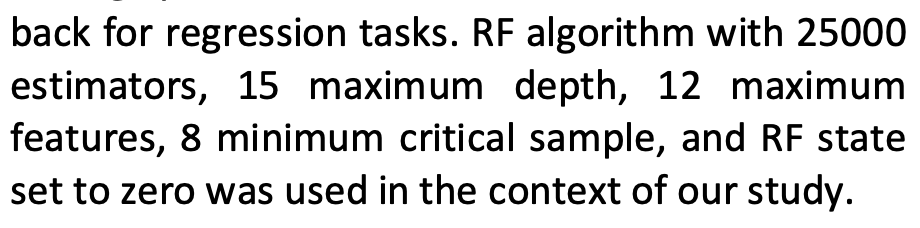 back for regression tasks. RF algorithm with 25000
estimators, 15 maximum depth, 12 maximum
features, 8 minimum critical sample, and RF state
set to zero was used in the context of our study.